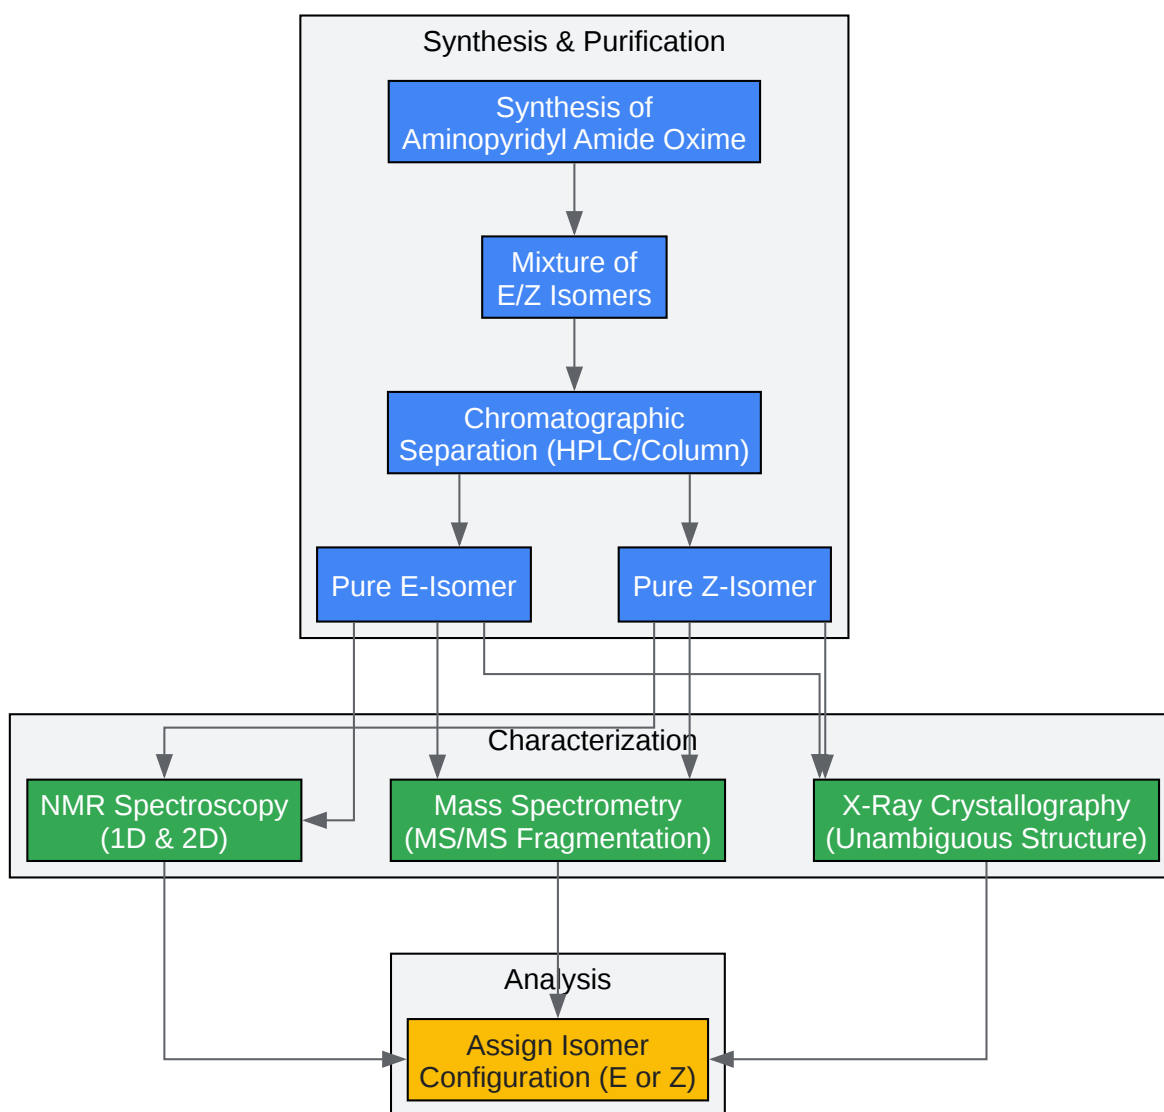 Synthesis & Purification
Synthesis of
Aminopyridyl Amide Oxime
Mixture of
E/Z Isomers
Chromatographic
Separation (HPLC/Column)
Pure E-Isomer
Pure Z-Isomer
Characterization
NMR Spectroscopy
(1D & 2D)
Mass Spectrometry
(MS/MS Fragmentation)
X-Ray Crystallography
(Unambiguous Structure)
Analysis
Assign Isomer
Configuration (E or Z)